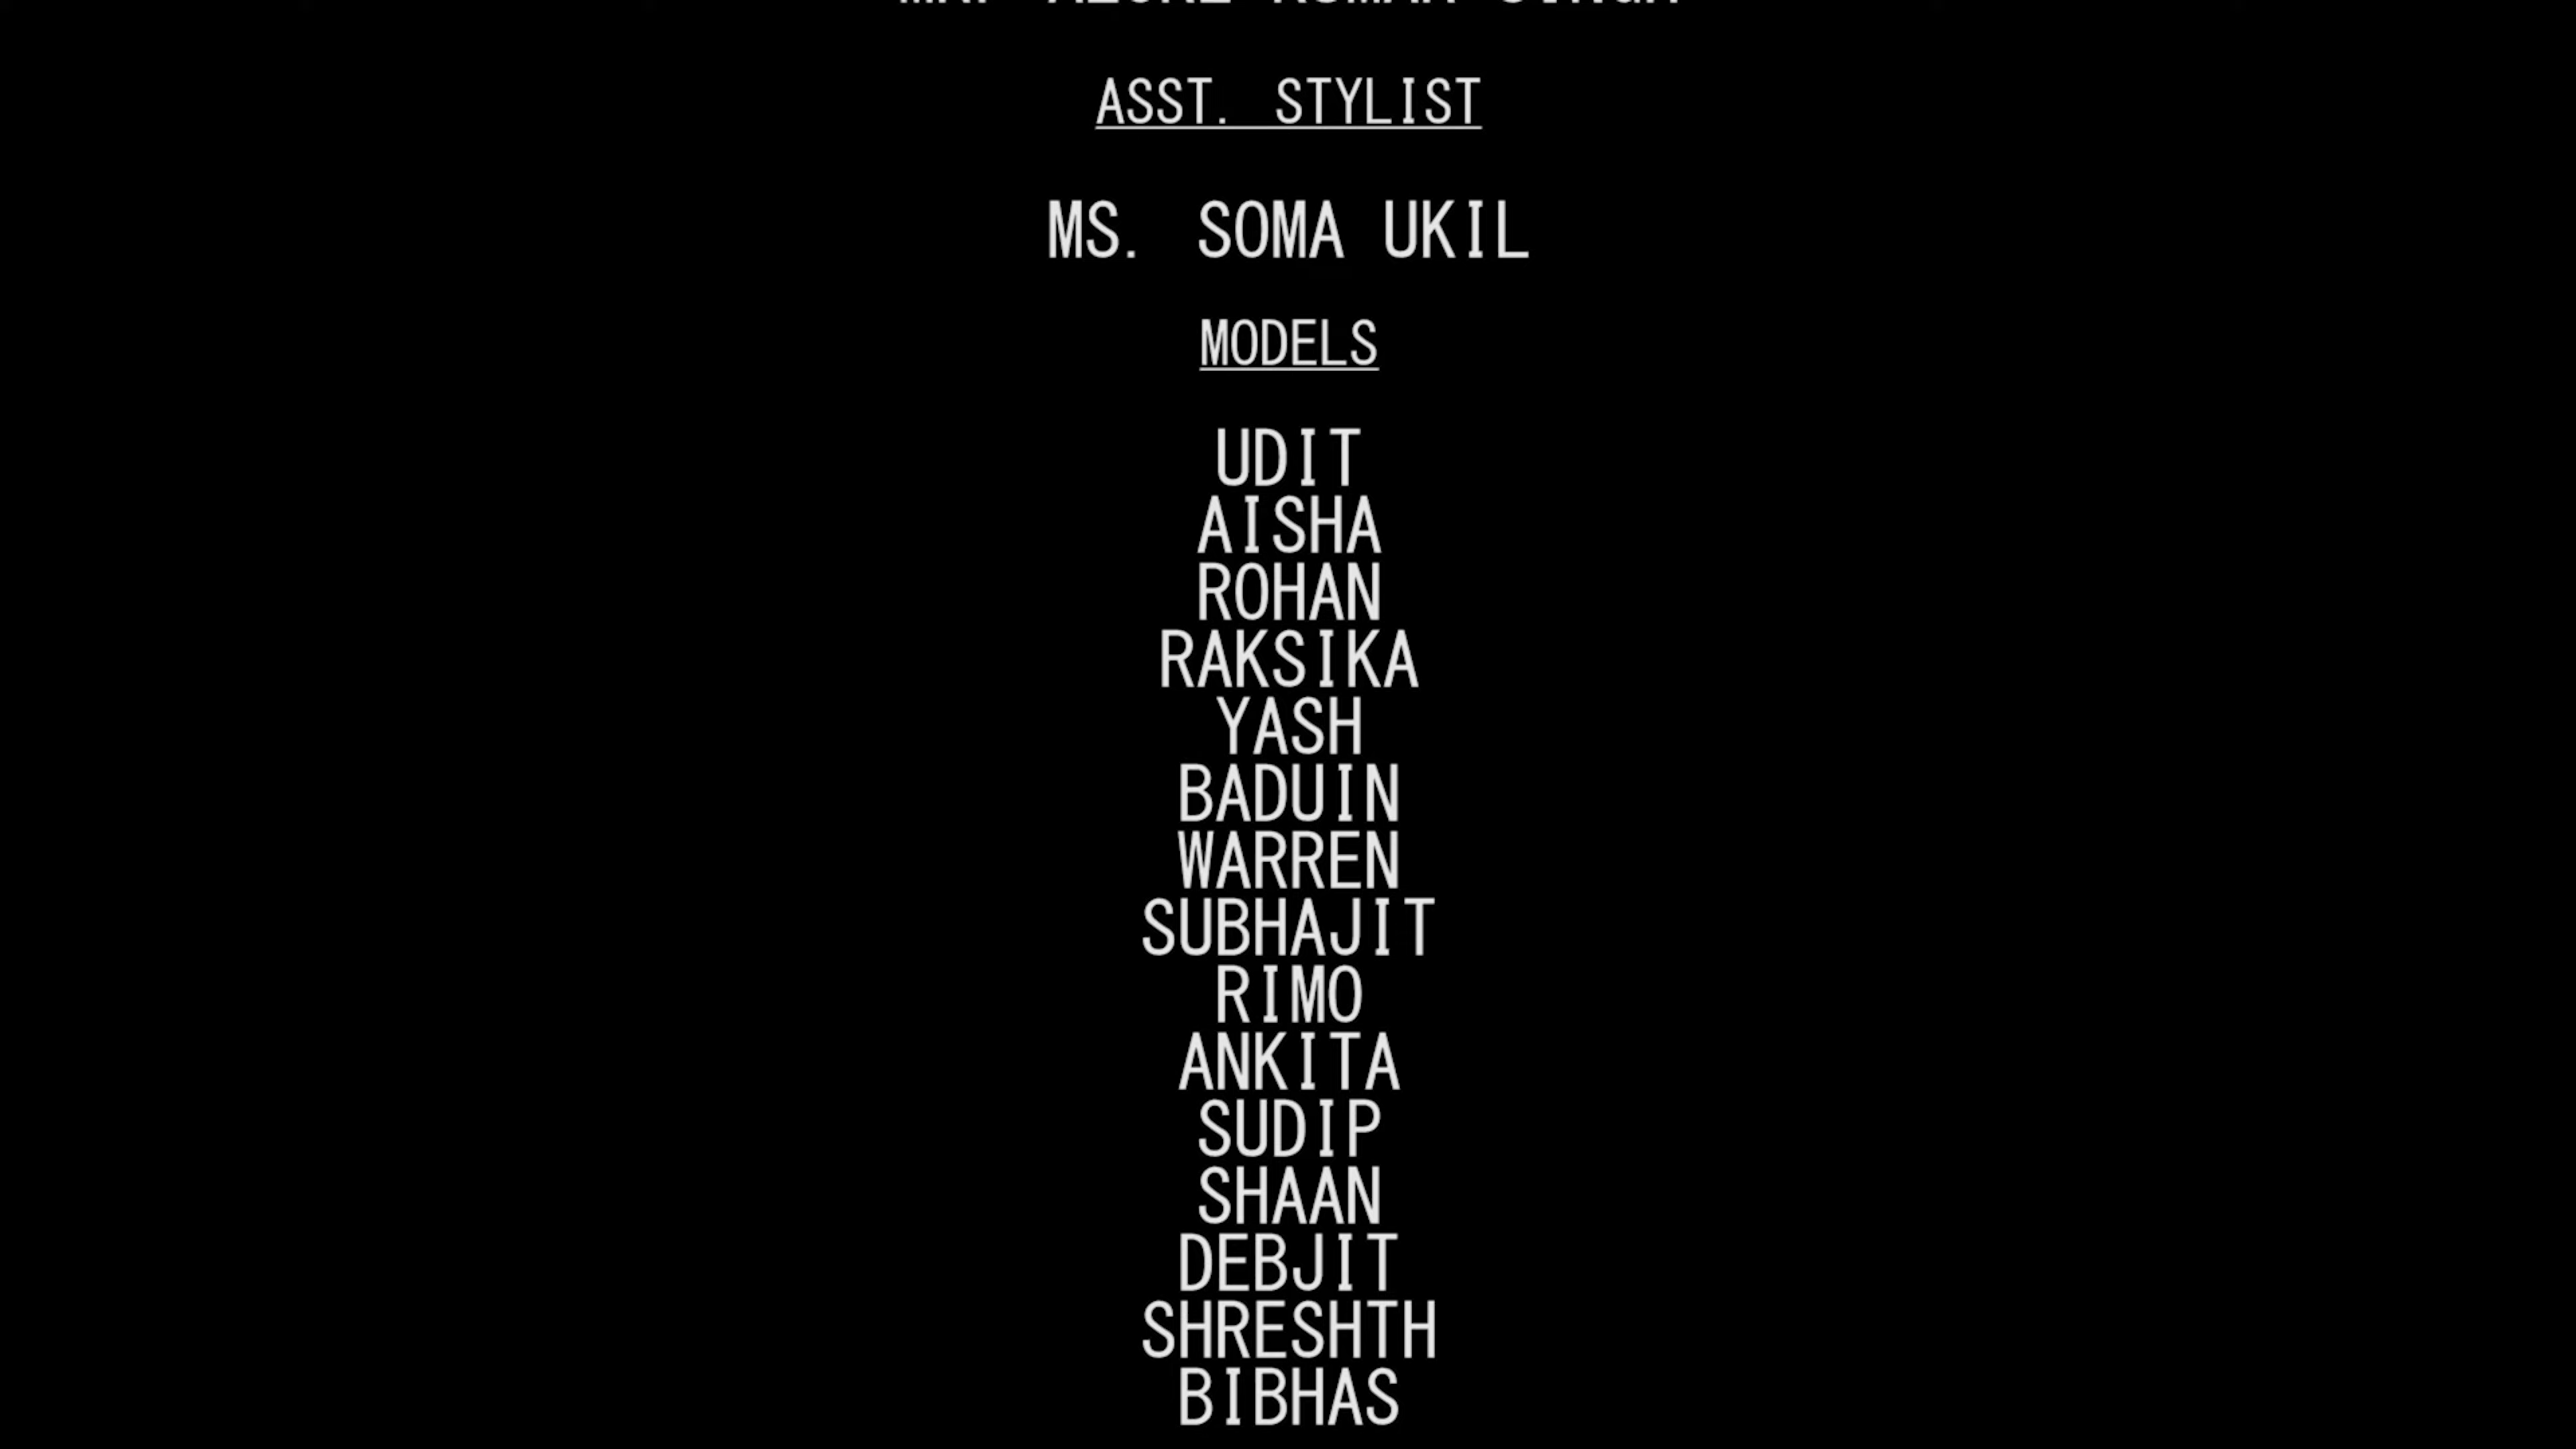 ASST. STYLIST
MS. SOMA UKIL
MODELS
UDIT
AISHA
ROHAN
RAKSIKA
YASH
BADUIN
WARREN
SUBHAJIT
RIMO
ANKITA
SUDIP
SHAAN
DEBJIT
SHRESHTH
BIBHAS